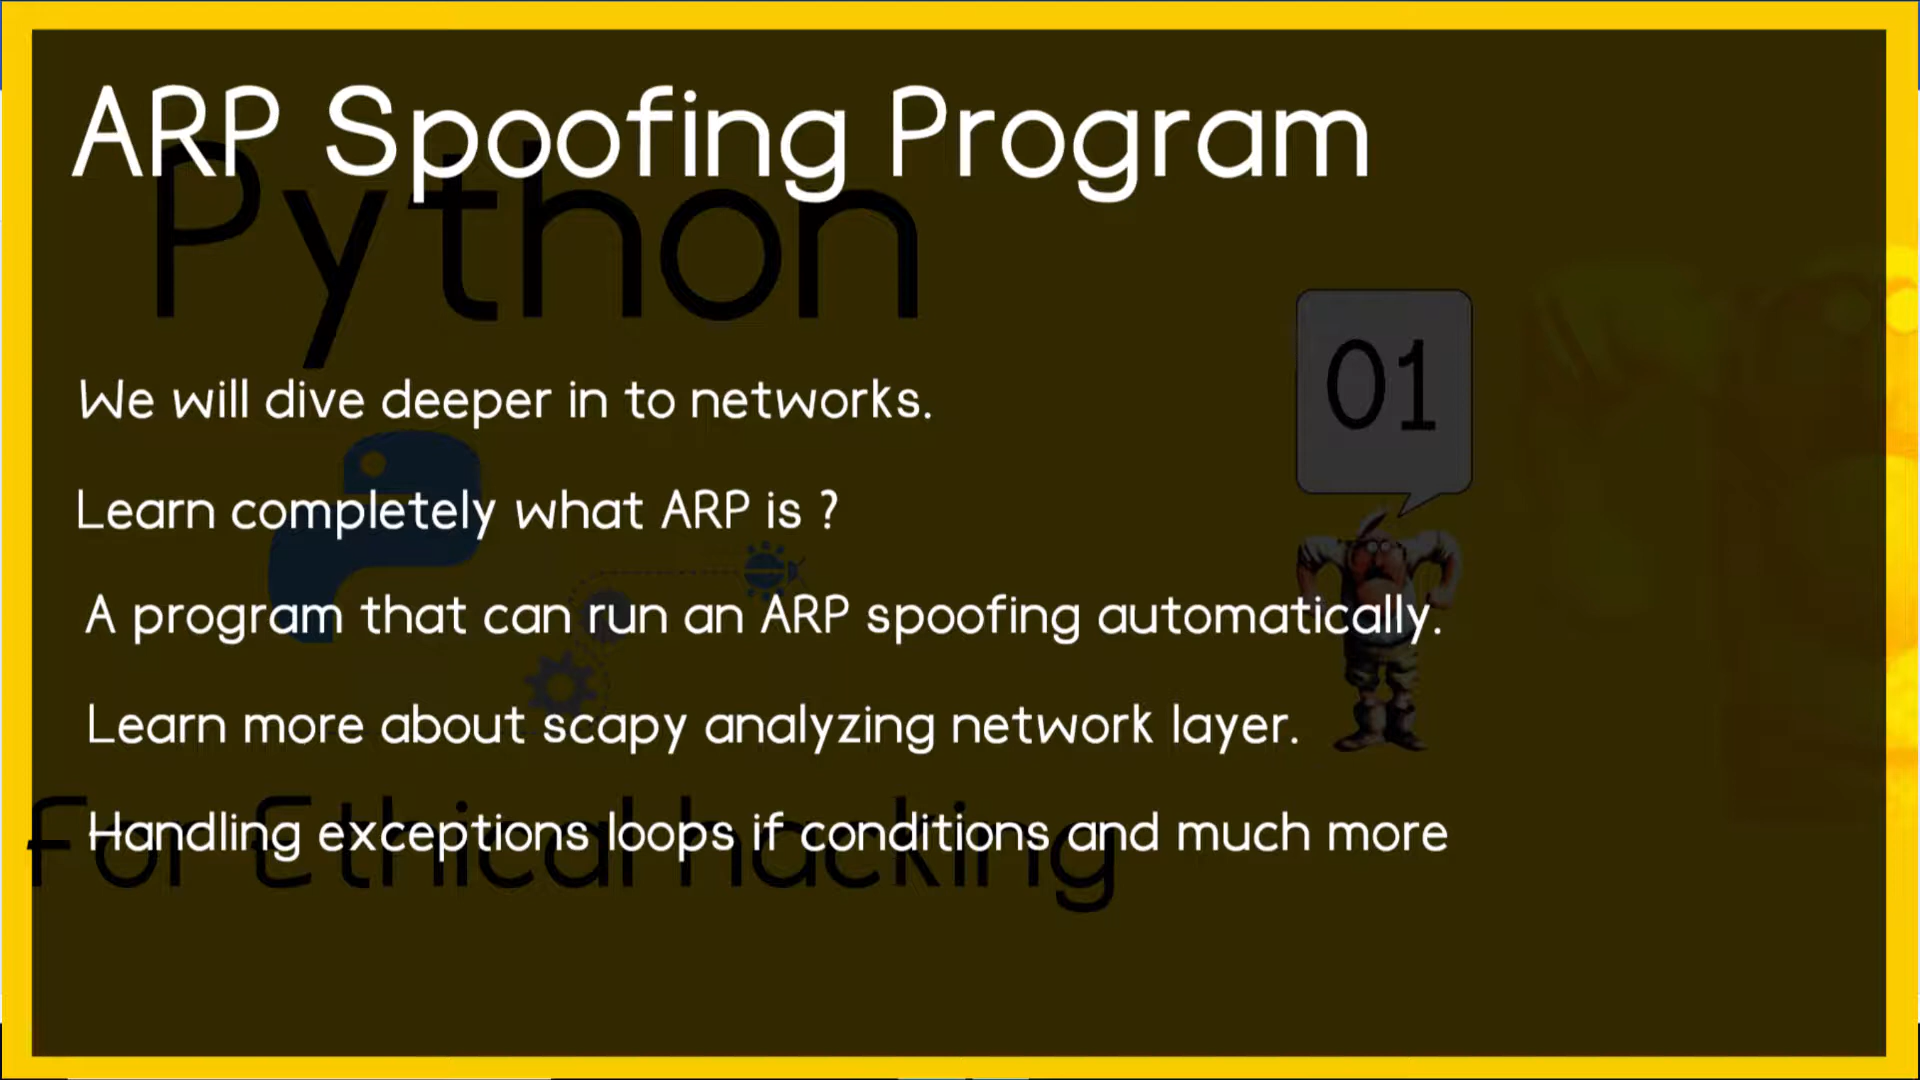 ARP Spoofing Program
Python
01
We will dive deeper in to networks.
Learn completely what ARP is ?
A program that can run an ARP spoofing automatically.
Learn more about scapy analyzing network layer.
Handling exceptions loops if conditions and much more
For Ethical hacking